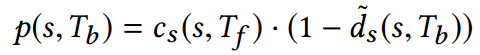 p(s, T_b) = c_s(s, T_f) · (1 − d̃_s(s, T_b))